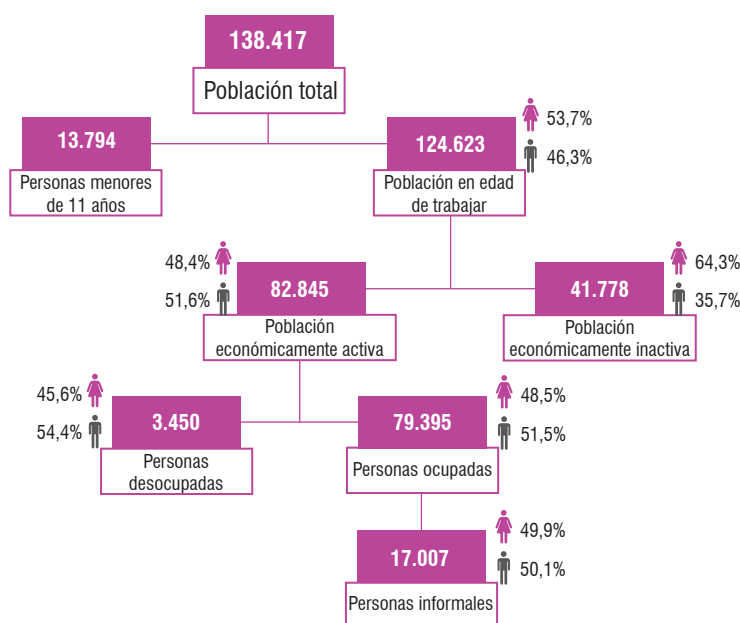 138.417
Población total
13.794
Personas menores
de 11 años
124.623
Población en edad
de trabajar
53,7%
46,3%
48,4%
51,6%
82.845
Población
económicamente activa
41.778
Población
económicamente inactiva
64,3%
35,7%
45,6%
54,4%
3.450
Personas
desocupadas
79.395
Personas ocupadas
48,5%
51,5%
17.007
Personas informales
49,9%
50,1%